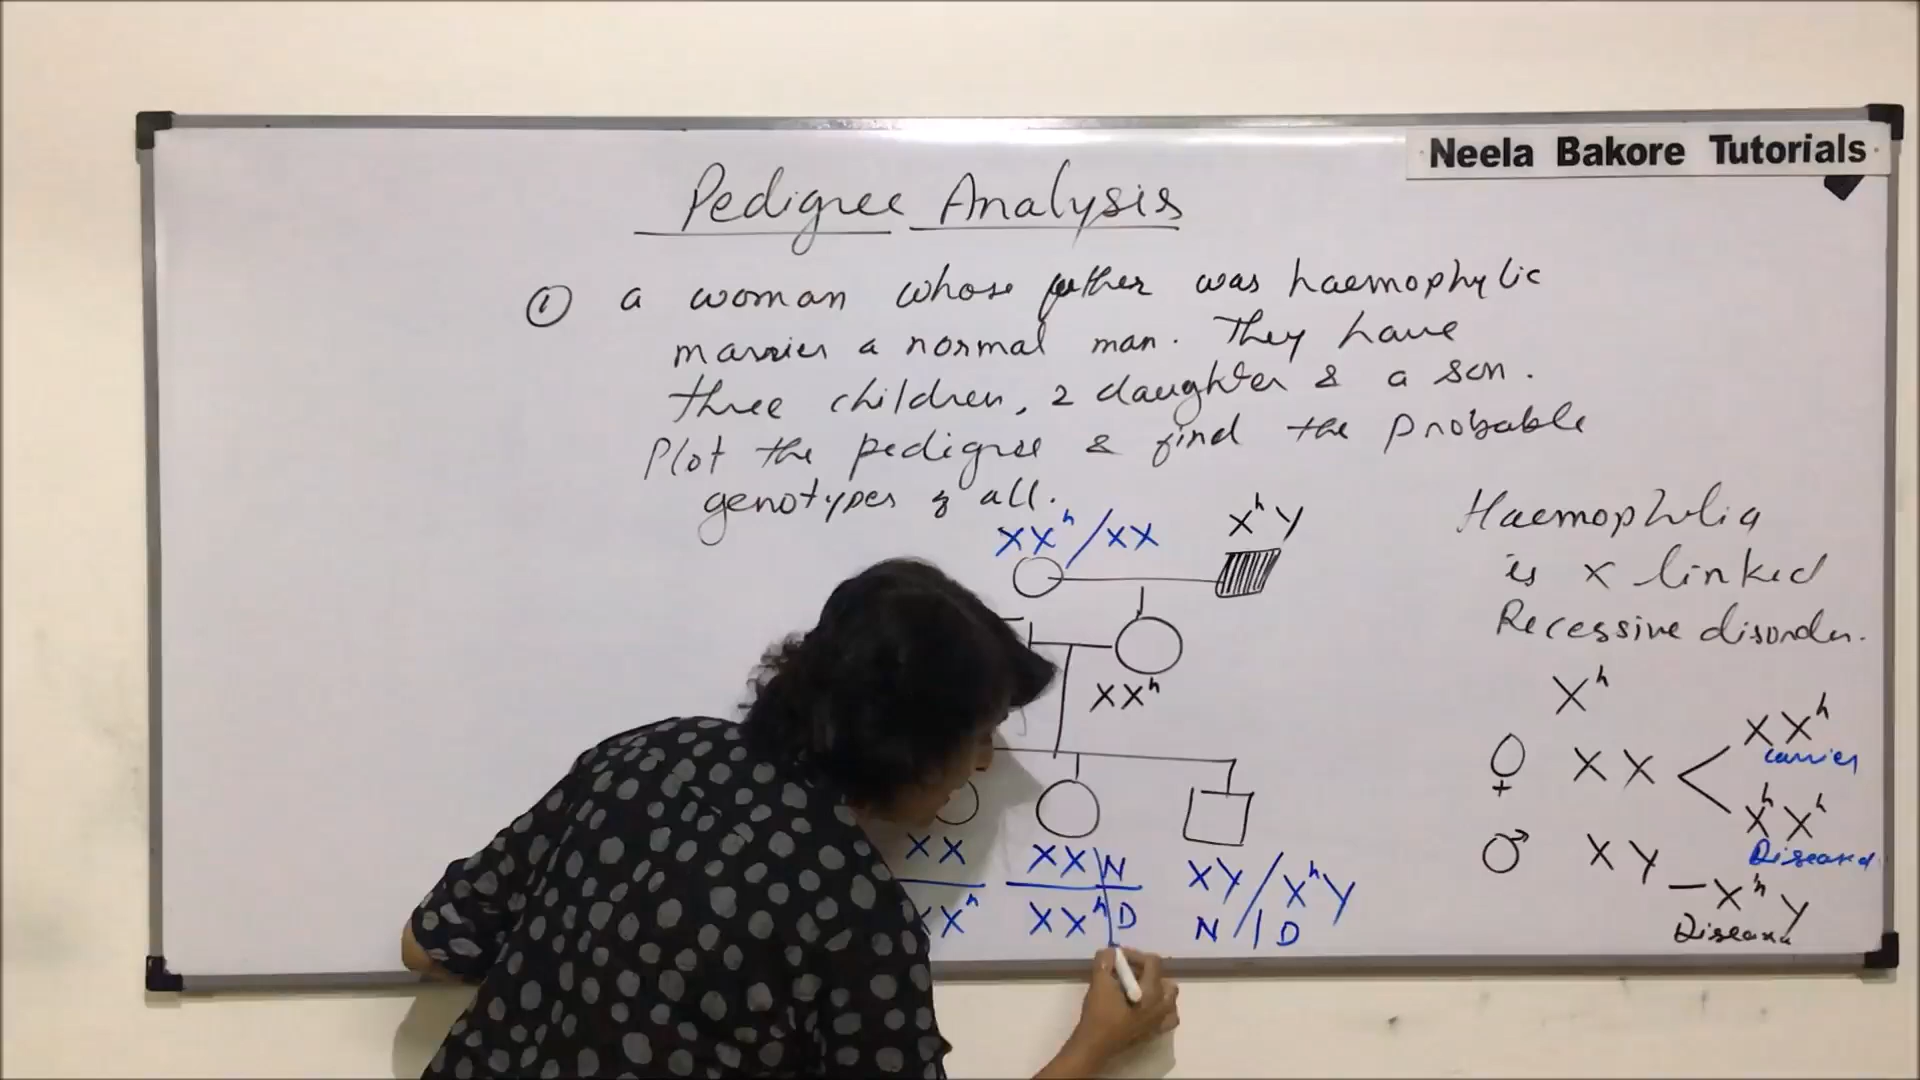 Neela Bakore Tutorials
Pedigree Analysis
① a woman whose father was haemophylic
marries a normal man. They have
three children, 2 daughter & a son.
Plot the pedigree & find the probable
genotypes of all.
XXʰ/XX
XʰY
XXʰ
XX
XXʰ
XX N
XXʰ D
XY/XʰY
N / D
Haemophilia
is X linked
Recessive disorder.
Xʰ
♀ XX
XXʰ
carrier
XʰXʰ
Diseased
♂ XY
— XʰY
Disease